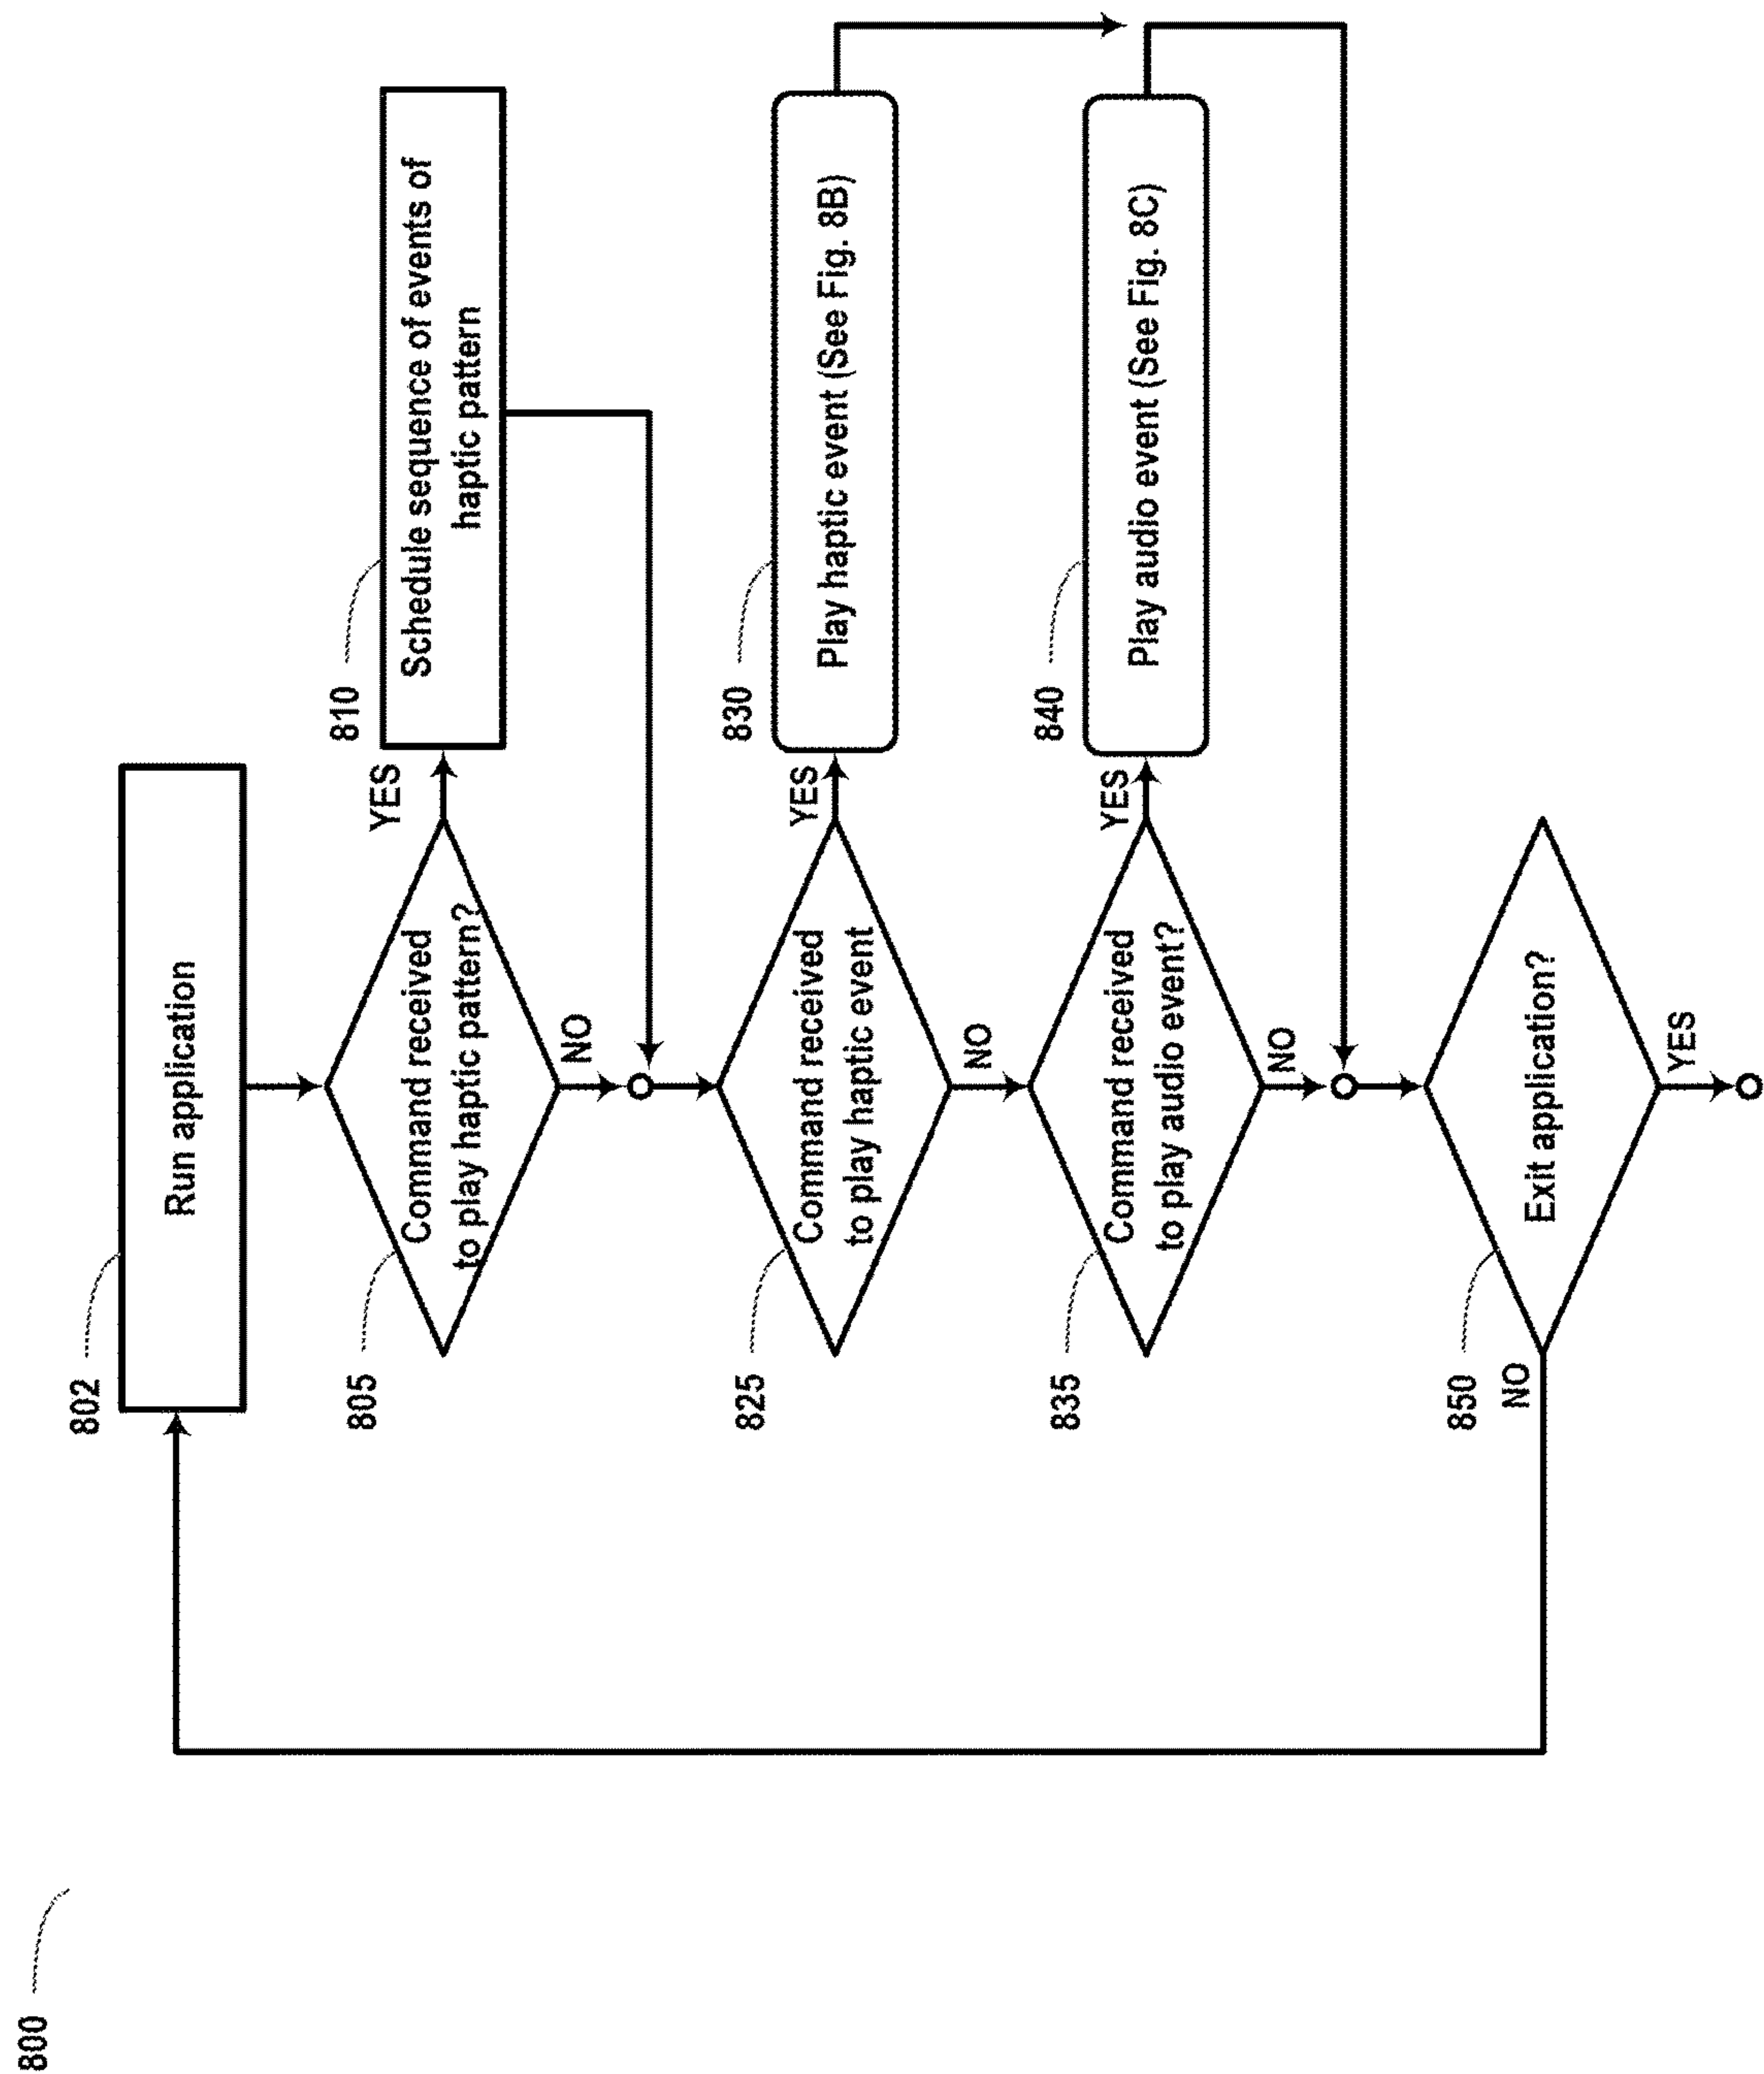 800
802
Run application
805
Command received
to play haptic pattern?
YES
NO
810
Schedule sequence of events of
haptic pattern
825
Command received
to play haptic event
YES
NO
830
Play haptic event (See Fig. 8B)
835
Command received
to play audio event?
YES
NO
840
Play audio event (See Fig. 8C)
850
Exit application?
NO
YES